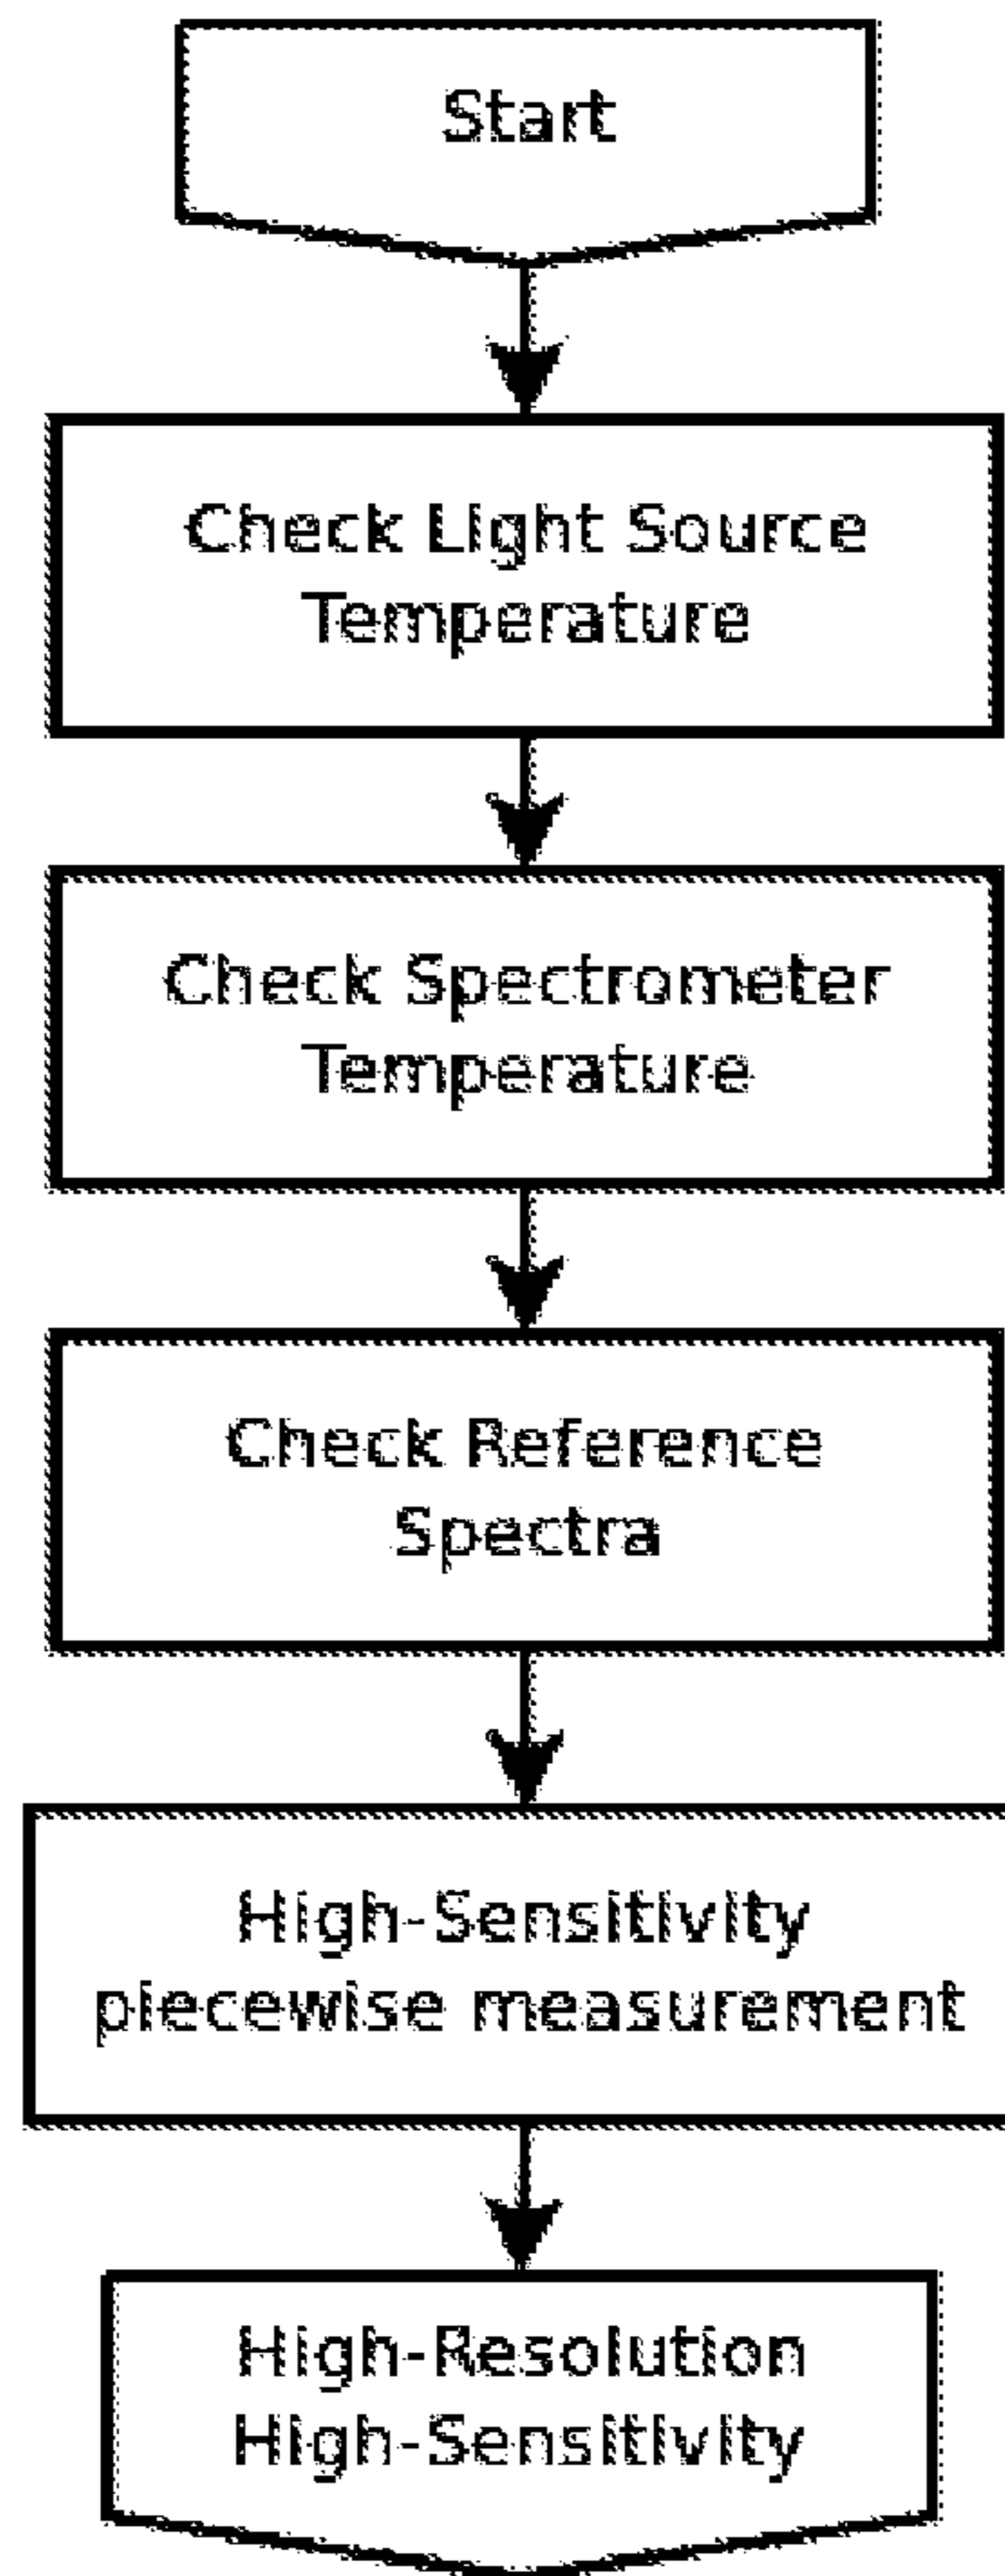 Start
Check Light Source
Temperature
Check Spectrometer
Temperature
Check Reference
Spectra
High-Sensitivity
piecewise measurement
High-Resolution
High-Sensitivity